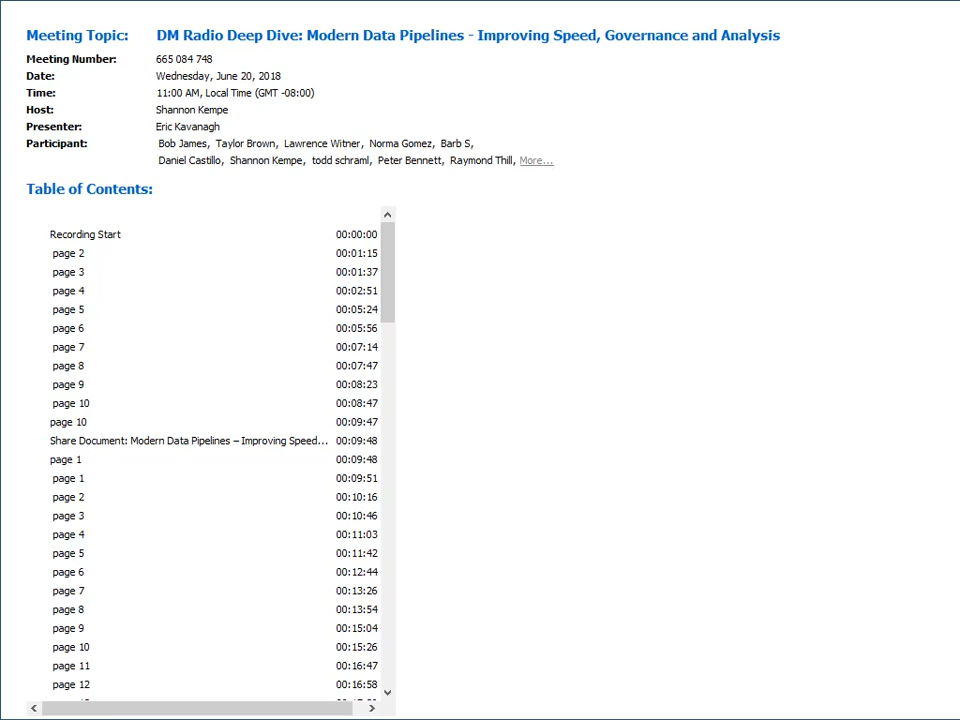 Meeting Topic: DM Radio Deep Dive: Modern Data Pipelines - Improving Speed, Governance and Analysis
Meeting Number: 665 084 748
Date: Wednesday, June 20, 2018
Time: 11:00 AM, Local Time (GMT -08:00)
Host: Shannon Kempe
Presenter: Eric Kavanagh
Participant: Bob James, Taylor Brown, Lawrence Witner, Norma Gomez, Barb S,
Daniel Castillo, Shannon Kempe, todd schraml, Peter Bennett, Raymond Thill, More...
Table of Contents:
Recording Start 00:00:00
page 2 00:01:15
page 3 00:01:37
page 4 00:02:51
page 5 00:05:24
page 6 00:05:56
page 7 00:07:14
page 8 00:07:47
page 9 00:08:23
page 10 00:08:47
page 10 00:09:47
Share Document: Modern Data Pipelines – Improving Speed... 00:09:48
page 1 00:09:48
page 1 00:09:51
page 2 00:10:16
page 3 00:10:46
page 4 00:11:03
page 5 00:11:42
page 6 00:12:44
page 7 00:13:26
page 8 00:13:54
page 9 00:15:04
page 10 00:15:26
page 11 00:16:47
page 12 00:16:58